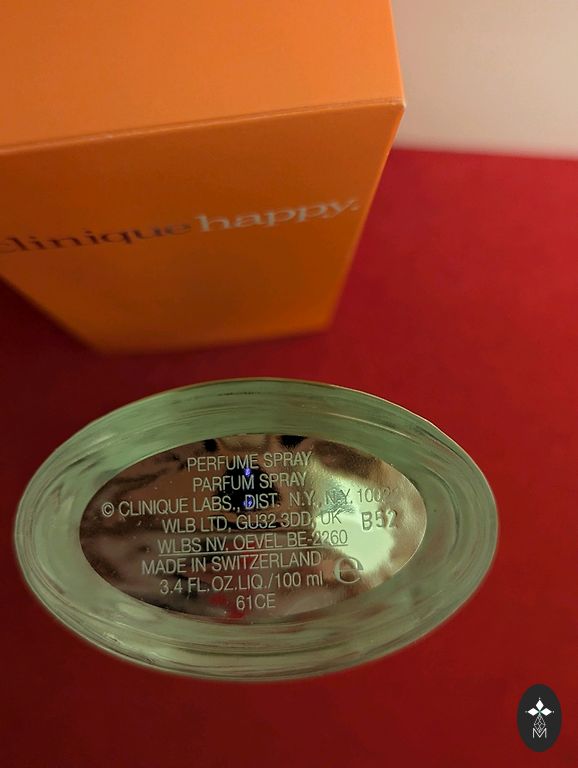 clinique happy.
PERFUME SPRAY
PARFUM SPRAY
© CLINIQUE LABS., DIST. N.Y., N.Y.
WLB LTD, GU32 3DD, UK B52
WLBS NV. OEVEL BE-2260
MADE IN SWITZERLAND
3.4 FL. OZ.LIQ./100 ml e
61CE
M